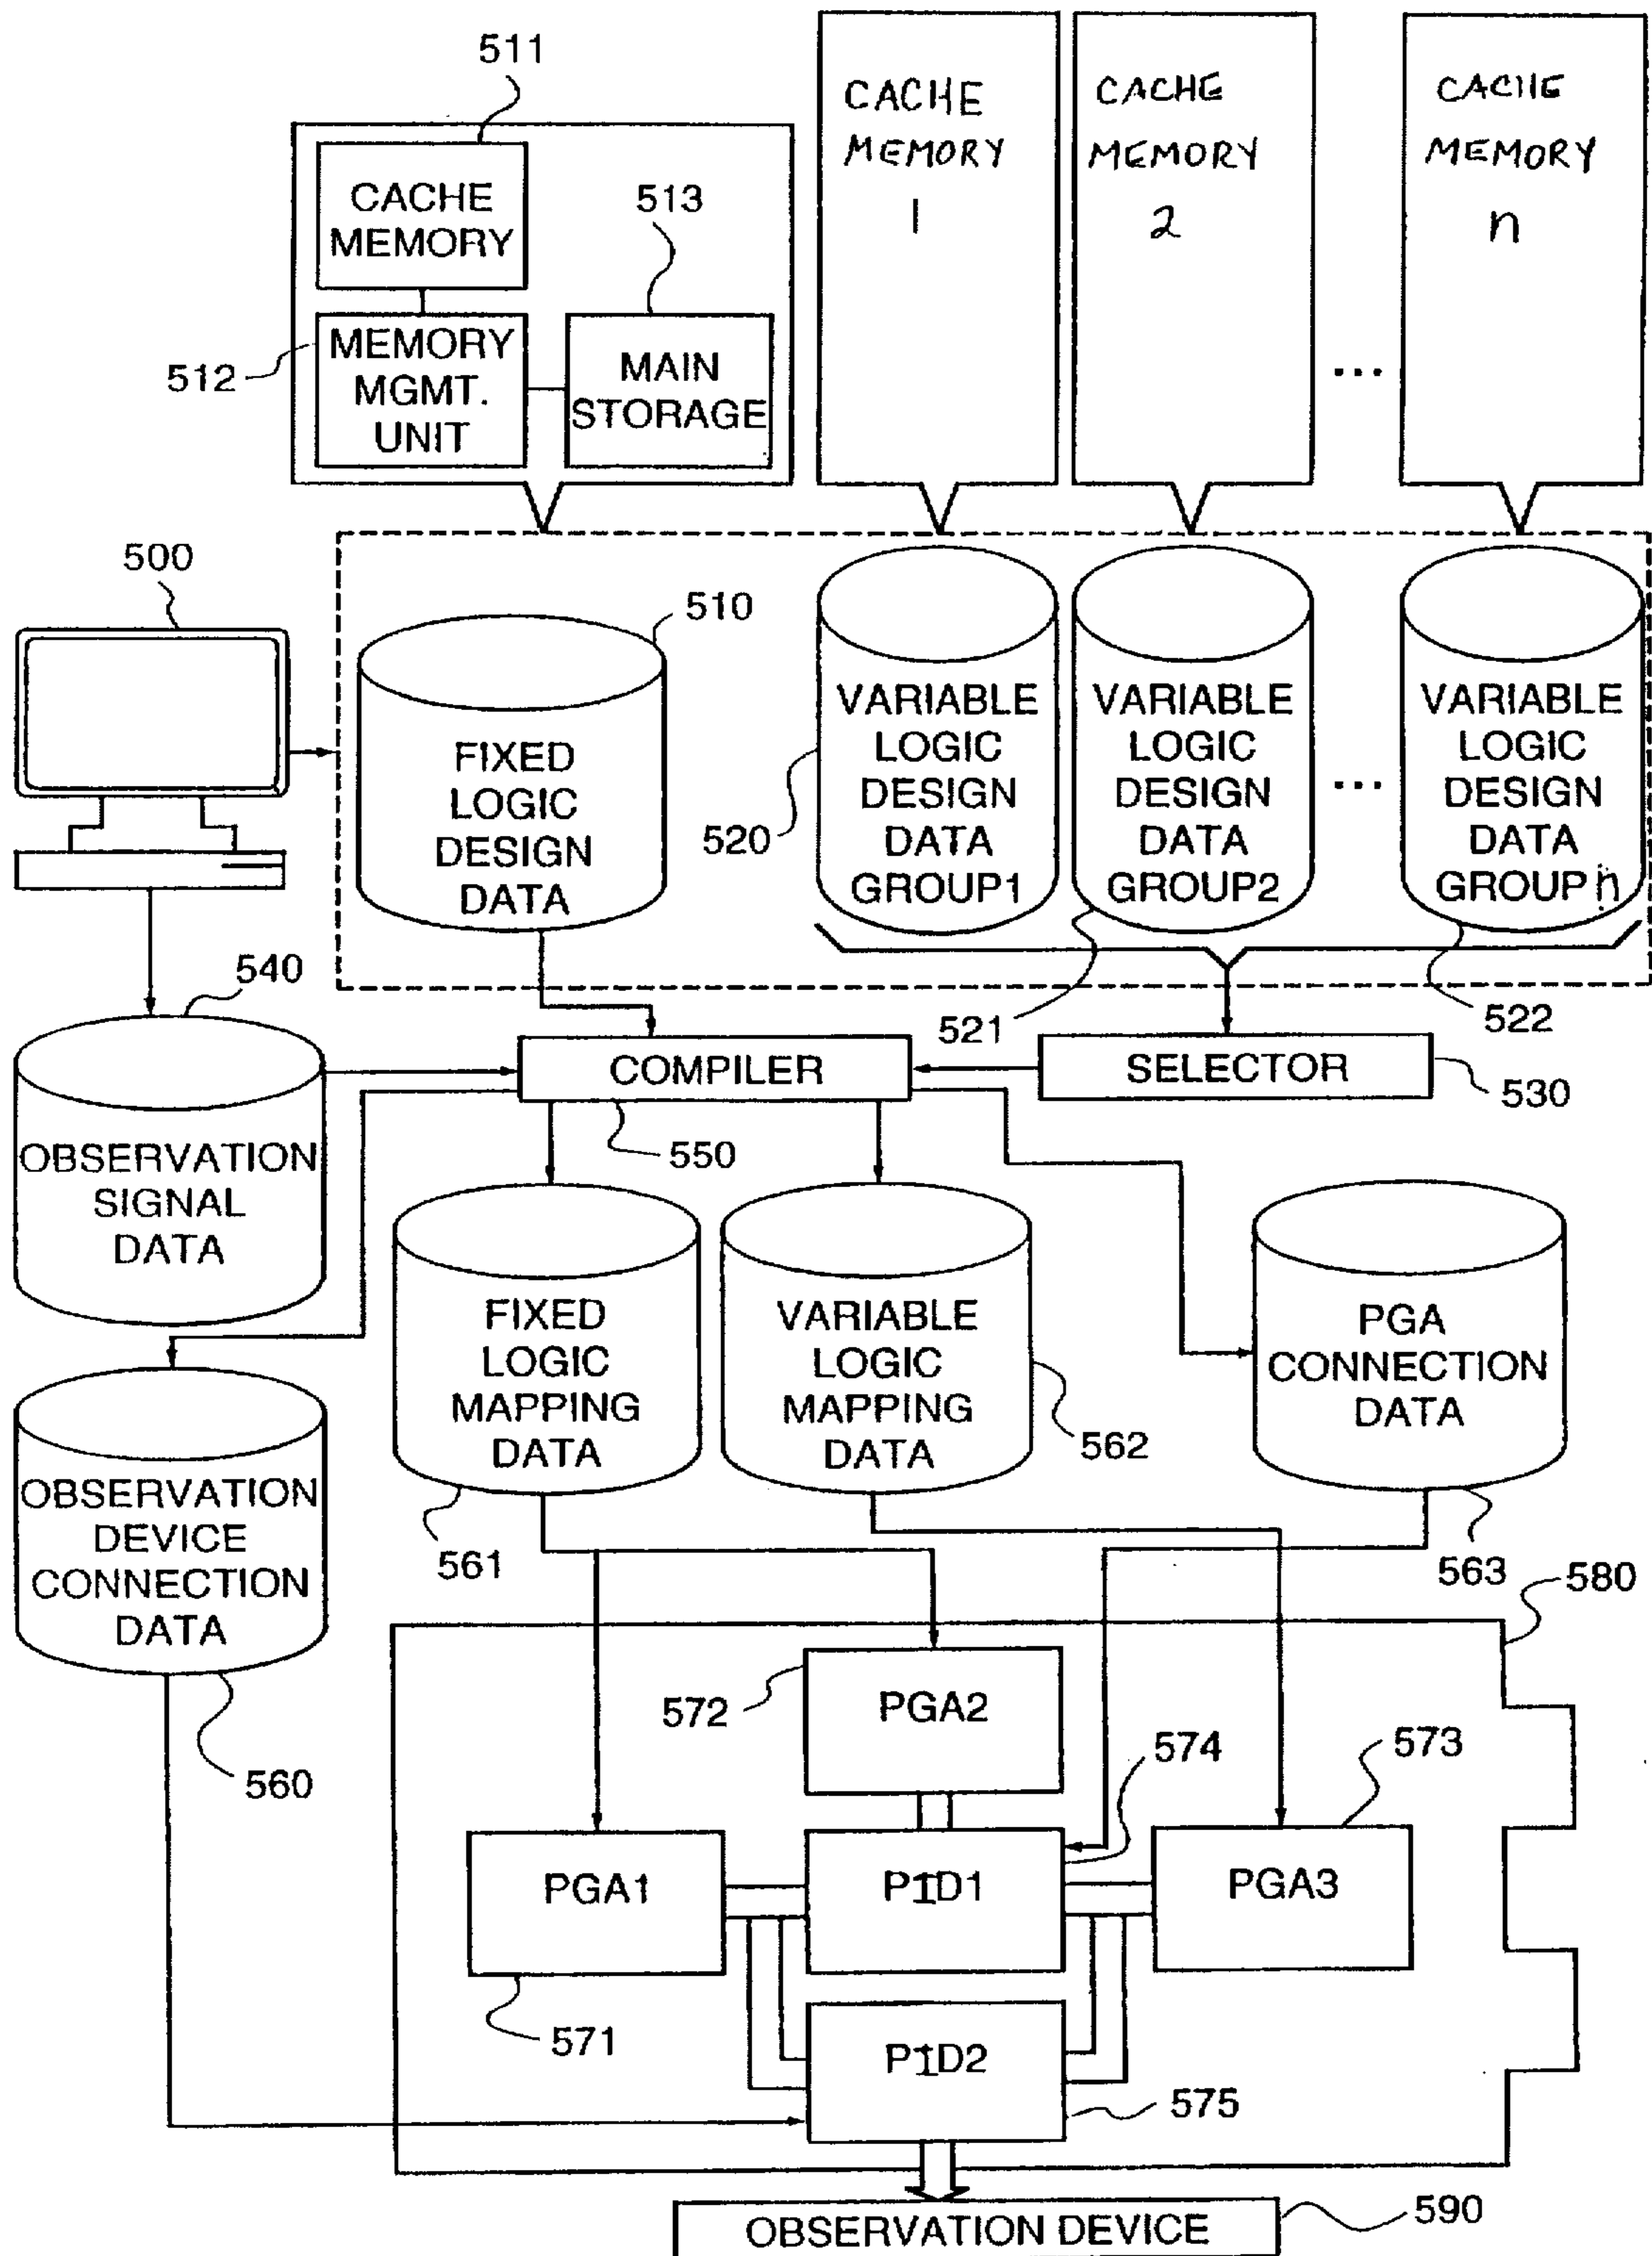 511
CACHE
MEMORY
1
CACHE
MEMORY
2
CACHE
MEMORY
n
CACHE
MEMORY
513
512
MEMORY
MGMT.
UNIT
MAIN
STORAGE
...
500
510
FIXED
LOGIC
DESIGN
DATA
520
VARIABLE
LOGIC
DESIGN
DATA
GROUP1
VARIABLE
LOGIC
DESIGN
DATA
GROUP2
...
VARIABLE
LOGIC
DESIGN
DATA
GROUP n
540
521
522
COMPILER
SELECTOR
530
550
OBSERVATION
SIGNAL
DATA
FIXED
LOGIC
MAPPING
DATA
VARIABLE
LOGIC
MAPPING
DATA
562
PGA
CONNECTION
DATA
OBSERVATION
DEVICE
CONNECTION
DATA
561
563
580
560
572
PGA2
574
573
PGA1
P1D1
PGA3
571
P1D2
575
OBSERVATION DEVICE
590